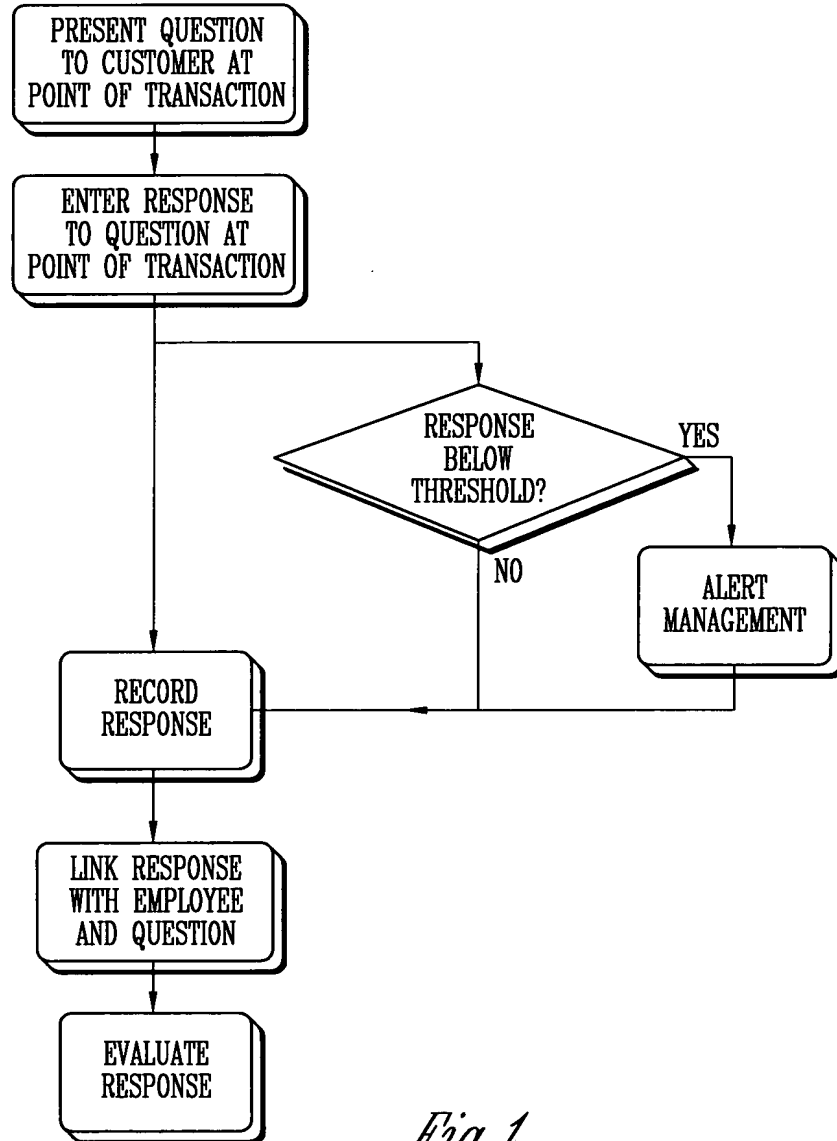 PRESENT QUESTION
TO CUSTOMER AT
POINT OF TRANSACTION
ENTER RESPONSE
TO QUESTION AT
POINT OF TRANSACTION
RESPONSE
BELOW
THRESHOLD?
YES
NO
ALERT
MANAGEMENT
RECORD
RESPONSE
LINK RESPONSE
WITH EMPLOYEE
AND QUESTION
EVALUATE
RESPONSE
Fig. 1